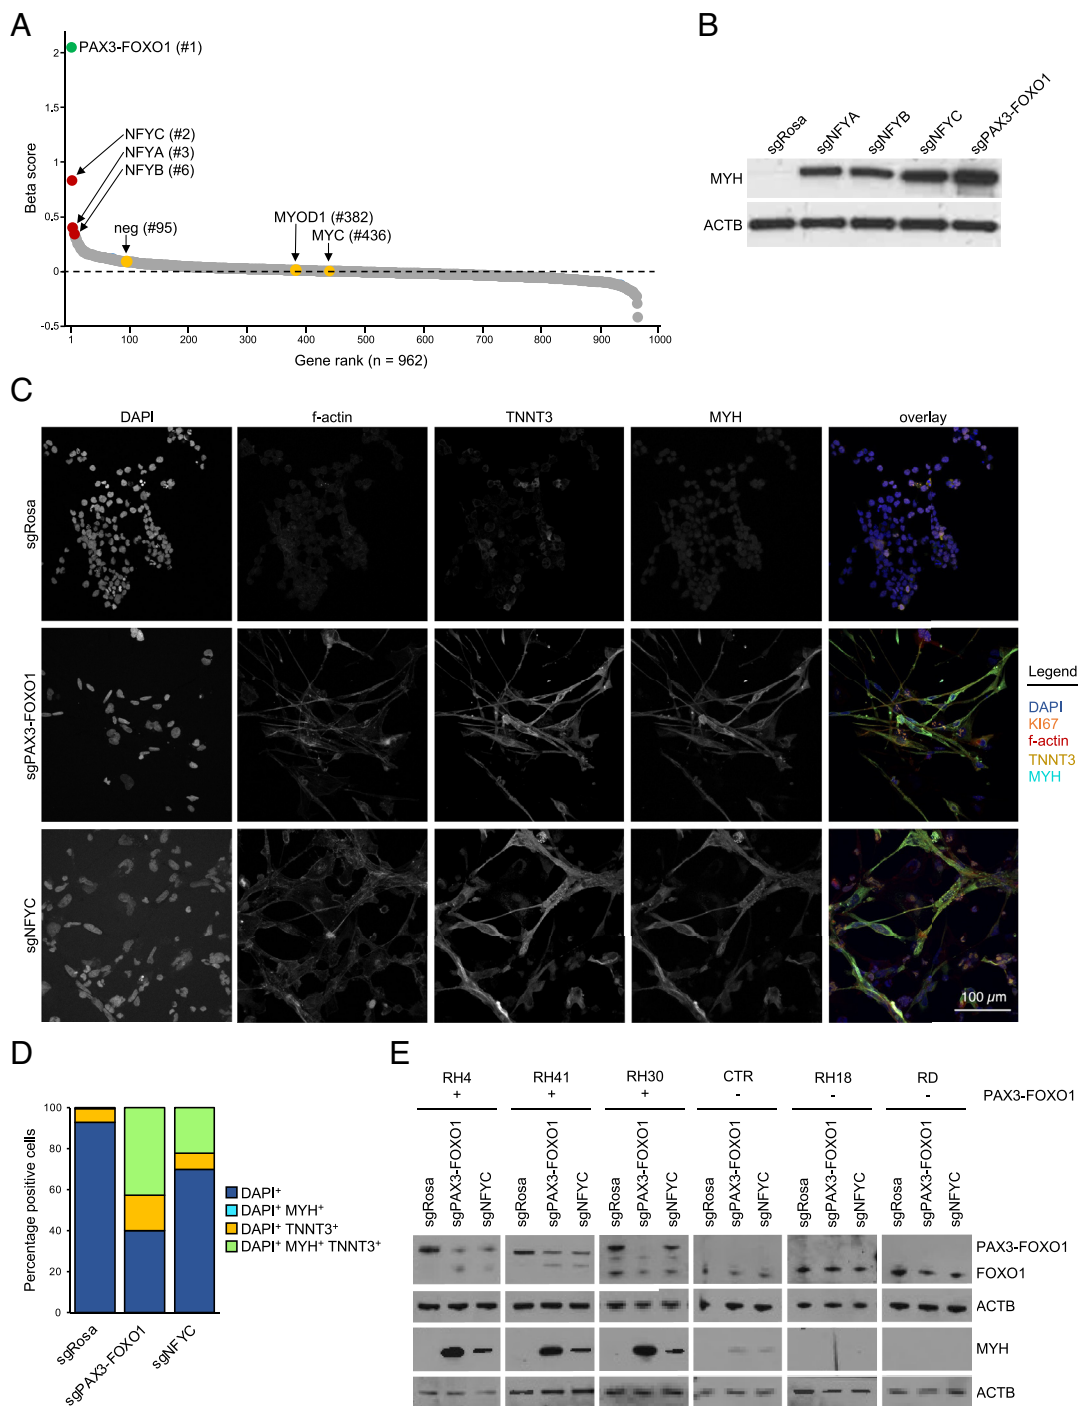 A
PAX3-FOXO1 (#1)
NFYC (#2)
NFYA (#3)
NFYB (#6)
neg (#95)
MYOD1 (#382)
MYC (#436)
Beta score
2
1.5
1
0.5
0
-0.5
1
100
200
300
400
500
600
700
800
900
1000
Gene rank (n = 962)
B
sgRosa
sgNFYA
sgNFYB
sgNFYC
sgPAX3-FOXO1
MYH
ACTB
C
DAPI
f-actin
TNNT3
MYH
overlay
sgRosa
sgPAX3-FOXO1
sgNFYC
Legend
DAPI
KI67
f-actin
TNNT3
MYH
100 µm
D
Percentage positive cells
100
80
60
40
20
0
sgRosa
sgPAX3-FOXO1
sgNFYC
DAPI⁺
DAPI⁺ MYH⁺
DAPI⁺ TNNT3⁺
DAPI⁺ MYH⁺ TNNT3⁺
E
RH4 RH41 RH30 CTR RH18 RD
+ + + - - - PAX3-FOXO1
sgRosa sgPAX3-FOXO1 sgNFYC sgRosa sgPAX3-FOXO1 sgNFYC sgRosa sgPAX3-FOXO1 sgNFYC sgRosa sgPAX3-FOXO1 sgNFYC sgRosa sgPAX3-FOXO1 sgNFYC sgRosa sgPAX3-FOXO1 sgNFYC
PAX3-FOXO1
FOXO1
ACTB
MYH
ACTB